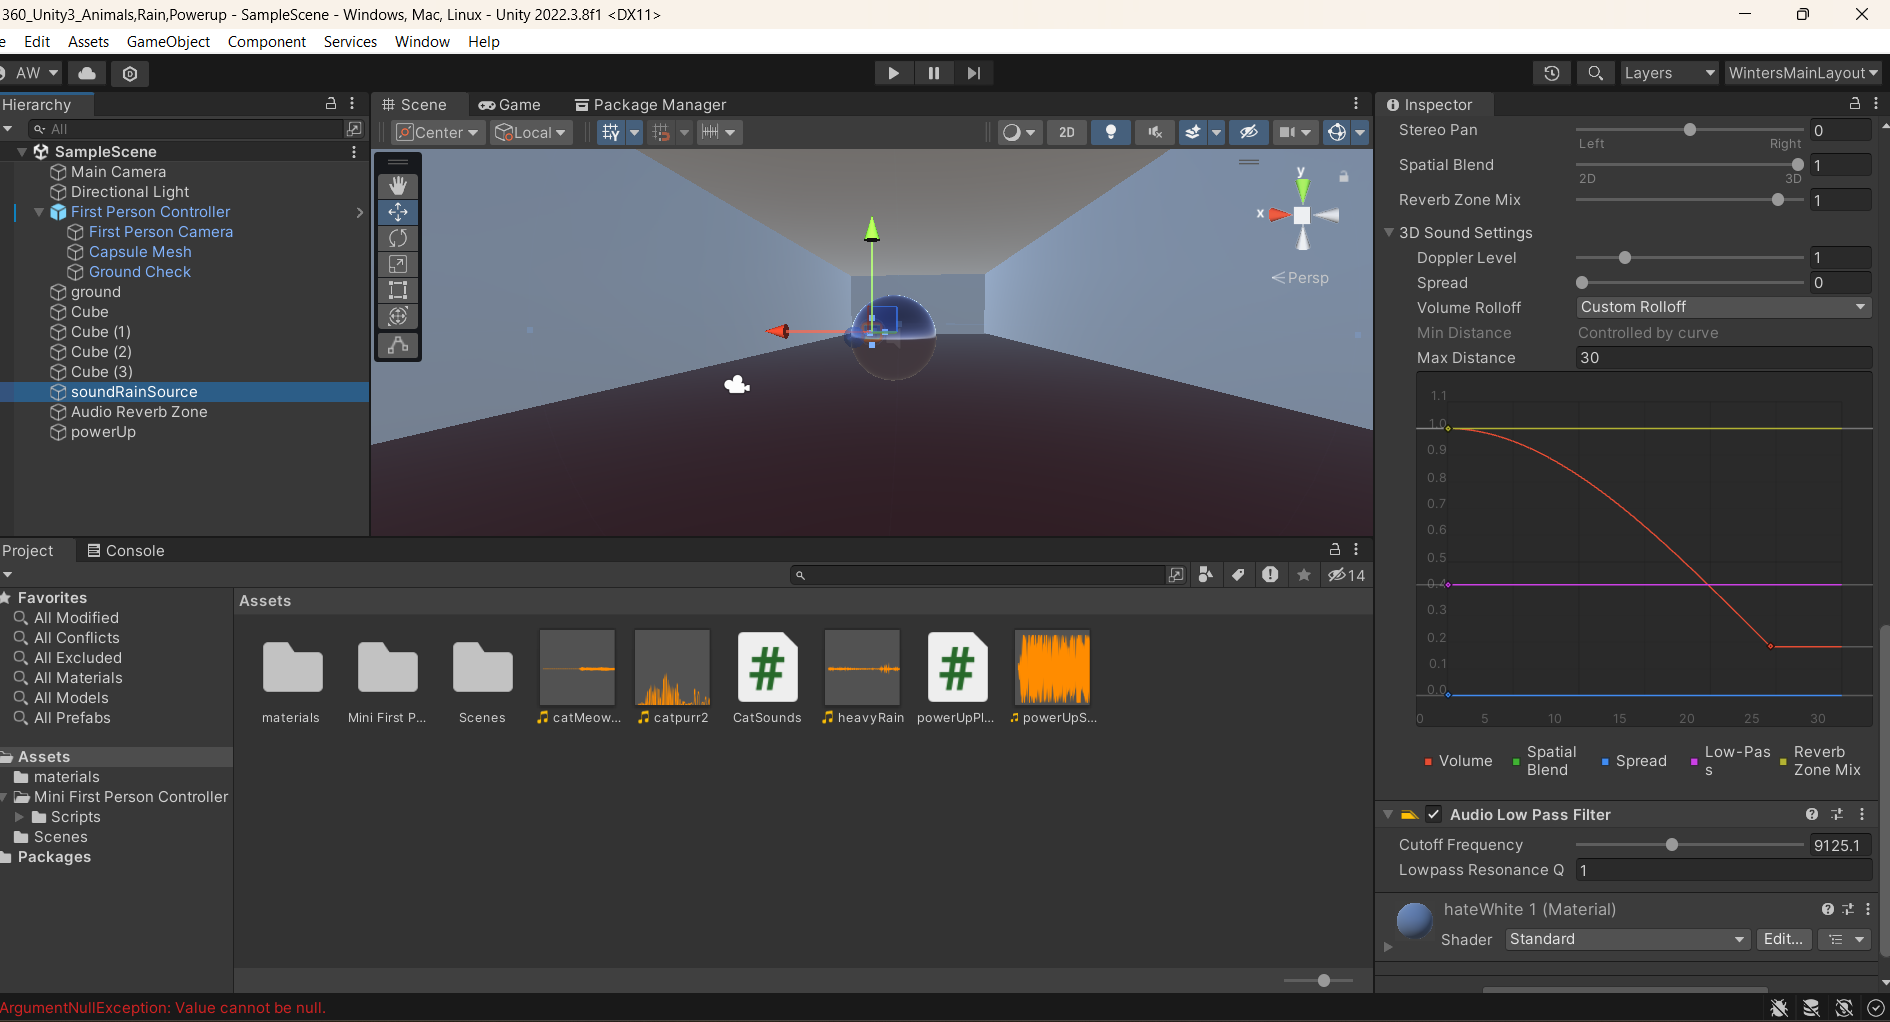 360_Unity3_Animals,Rain,Powerup - SampleScene - Windows, Mac, Linux - Unity 2022.3.8f1 <DX11>
e Edit Assets GameObject Component Services Window Help
AW Layers WintersMainLayout
Hierarchy
All
SampleScene
Main Camera
Directional Light
First Person Controller
First Person Camera
Capsule Mesh
Ground Check
ground
Cube
Cube (1)
Cube (2)
Cube (3)
soundRainSource
Audio Reverb Zone
powerUp
Scene Game Package Manager
Center Local 2D
y
x
Persp
Project Console
14
Favorites
All Modified
All Conflicts
All Excluded
All Materials
All Models
All Prefabs
Assets
materials
Mini First Person Controller
Scripts
Scenes
Packages
Assets
materials Mini First P... Scenes catMeow... catpurr2 CatSounds heavyRain powerUpPl... powerUpS...
Inspector
Stereo Pan 0
Left Right
Spatial Blend 1
2D 3D
Reverb Zone Mix 1
3D Sound Settings
Doppler Level 1
Spread 0
Volume Rolloff Custom Rolloff
Min Distance Controlled by curve
Max Distance 30
1.1
1.0
0.9
0.8
0.7
0.6
0.5
0.4
0.3
0.2
0.1
0.0
0 5 10 15 20 25 30
Volume Spatial Blend Spread Low-Pass Reverb Zone Mix
Audio Low Pass Filter
Cutoff Frequency 9125.1
Lowpass Resonance Q 1
hateWhite 1 (Material)
Shader Standard Edit...
ArgumentNullException: Value cannot be null.